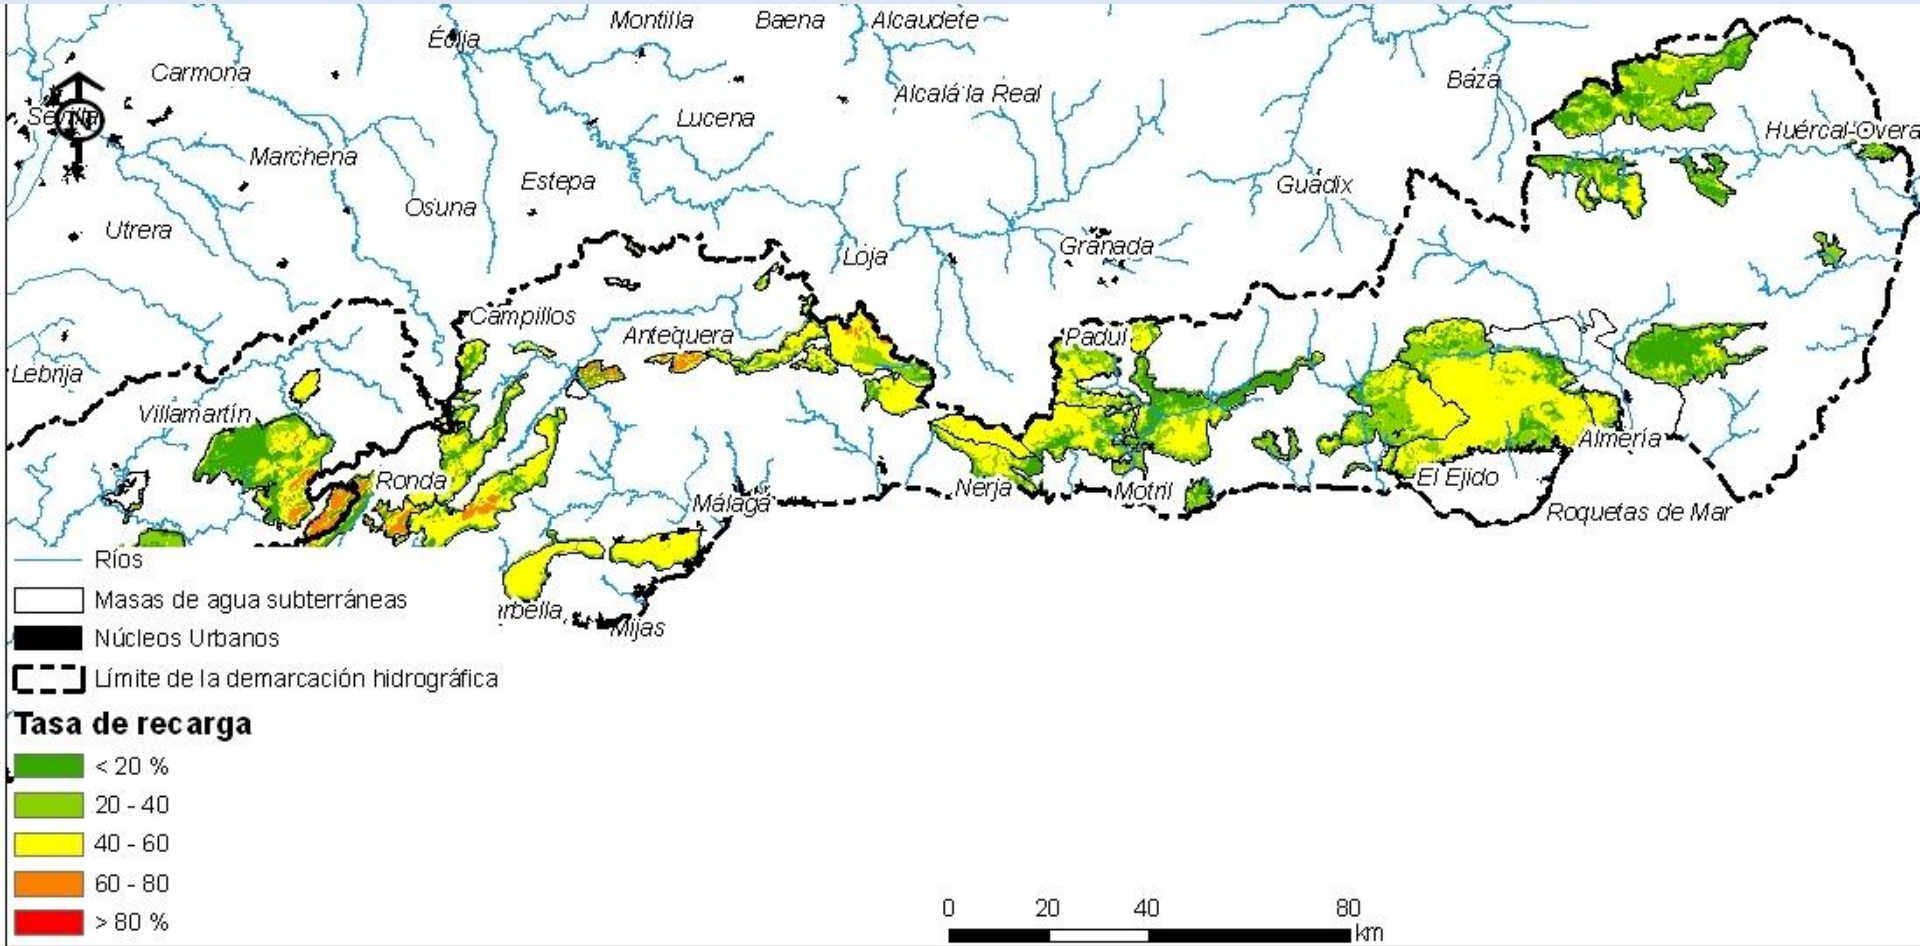 Montilla
Baena
Alcaudete
Écija
Carmona
Baza
Alcalá la Real
Sevilla
Lucena
Huércal-Overa
Marchena
Estepa
Guádix
Osuna
Utrera
Granada
Loja
Campillos
Antequera
Padul
Lebrija
Villamartín
Almería
Ronda
El Ejido
Nerja
Motril
Málaga
Roquetas de Mar
arbella
Mijas
Ríos
Masas de agua subterráneas
Núcleos Urbanos
Límite de la demarcación hidrográfica
Tasa de recarga
< 20 %
20 - 40
40 - 60
60 - 80
> 80 %
0 20 40 80
km